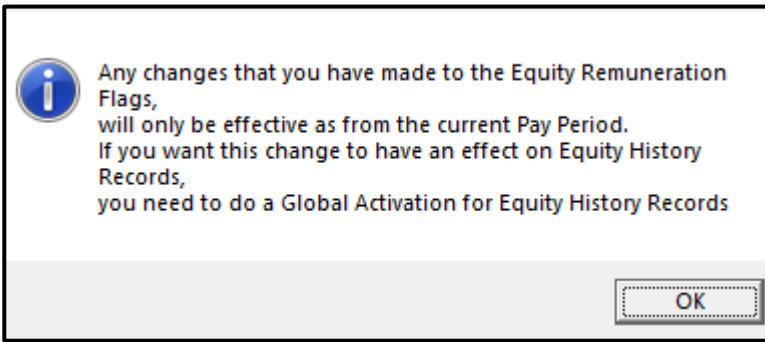 Any changes that you have made to the Equity Remuneration
Flags,
will only be effective as from the current Pay Period.
If you want this change to have an effect on Equity History
Records,
you need to do a Global Activation for Equity History Records
OK